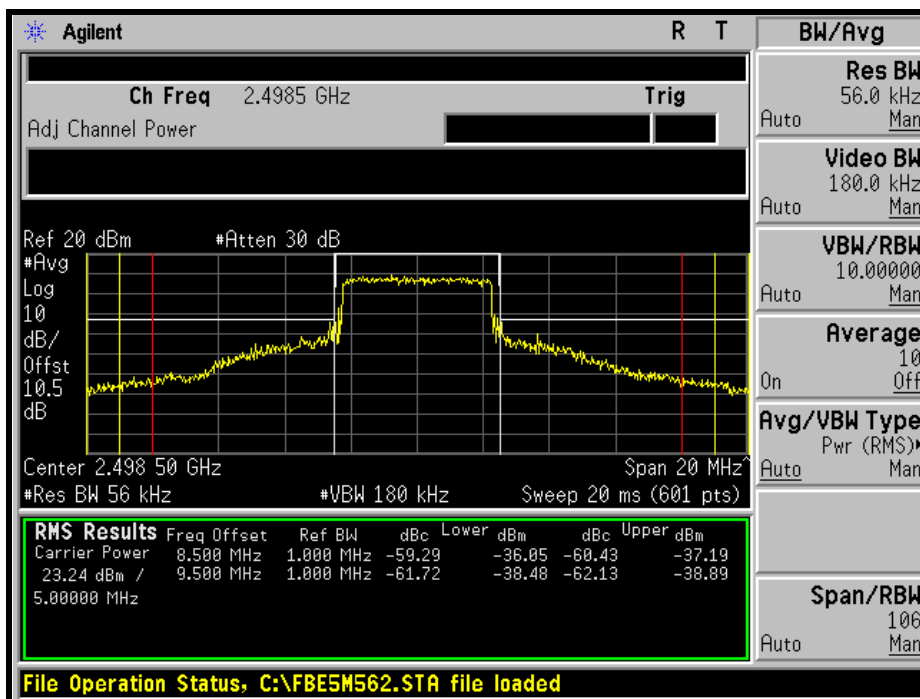 Agilent R T
Ch Freq 2.4985 GHz Trig
Adj Channel Power
Ref 20 dBm #Atten 30 dB
#Avg
Log
10
dB/
Offst
10.5
dB
Center 2.498 50 GHz Span 20 MHz^
#Res BW 56 kHz #VBW 180 kHz Sweep 20 ms (601 pts)
RMS Results Freq Offset Ref BW dBc Lower dBm dBc Upper dBm
Carrier Power 8.500 MHz 1.000 MHz -59.29 -36.05 -60.43 -37.19
23.24 dBm / 9.500 MHz 1.000 MHz -61.72 -38.48 -62.13 -38.89
5.00000 MHz
File Operation Status, C:\FBE5M562.STA file loaded
BW/Avg
Res BW
56.0 kHz
Auto Man
Video BW
180.0 kHz
Auto Man
VBW/RBW
10.00000
Auto Man
Average
10
On Off
Avg/VBW Type
Pwr (RMS)▸
Auto Man
Span/RBW
106
Auto Man